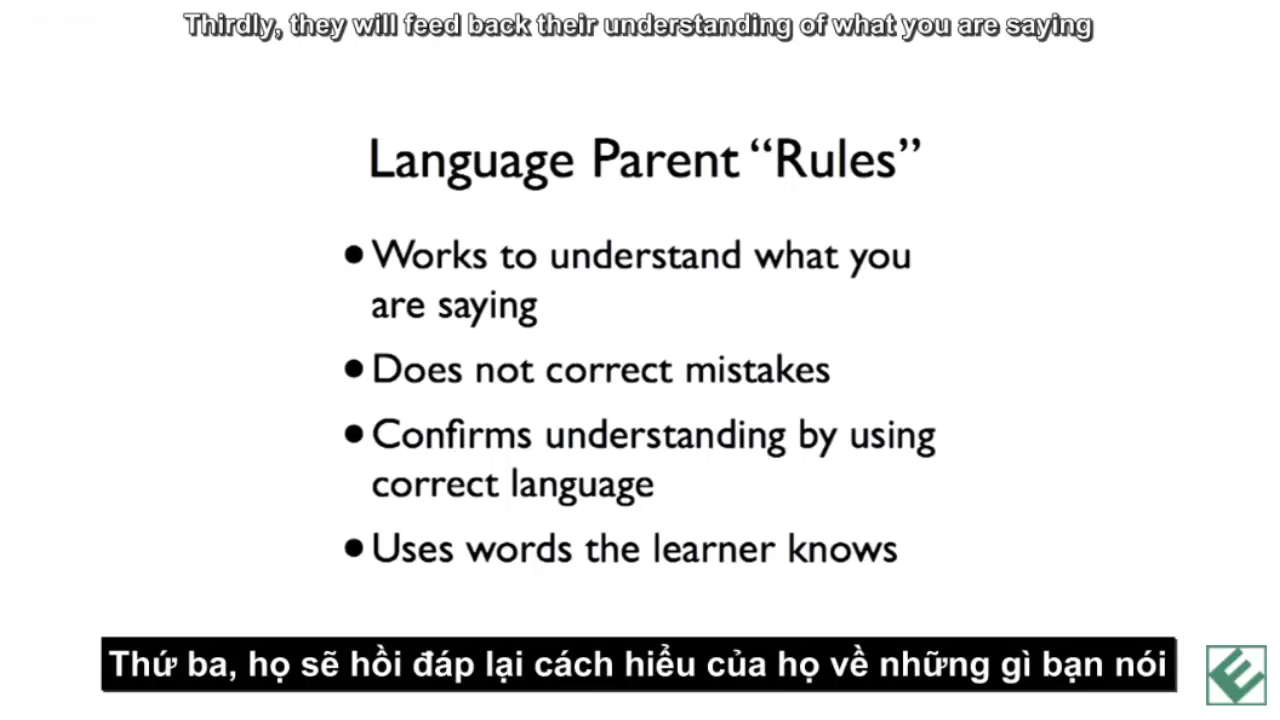 Thirdly, they will feed back their understanding of what you are saying
Language Parent “Rules”
• Works to understand what you
are saying
• Does not correct mistakes
• Confirms understanding by using
correct language
• Uses words the learner knows
Thứ ba, họ sẽ hồi đáp lại cách hiểu của họ về những gì bạn nói
E